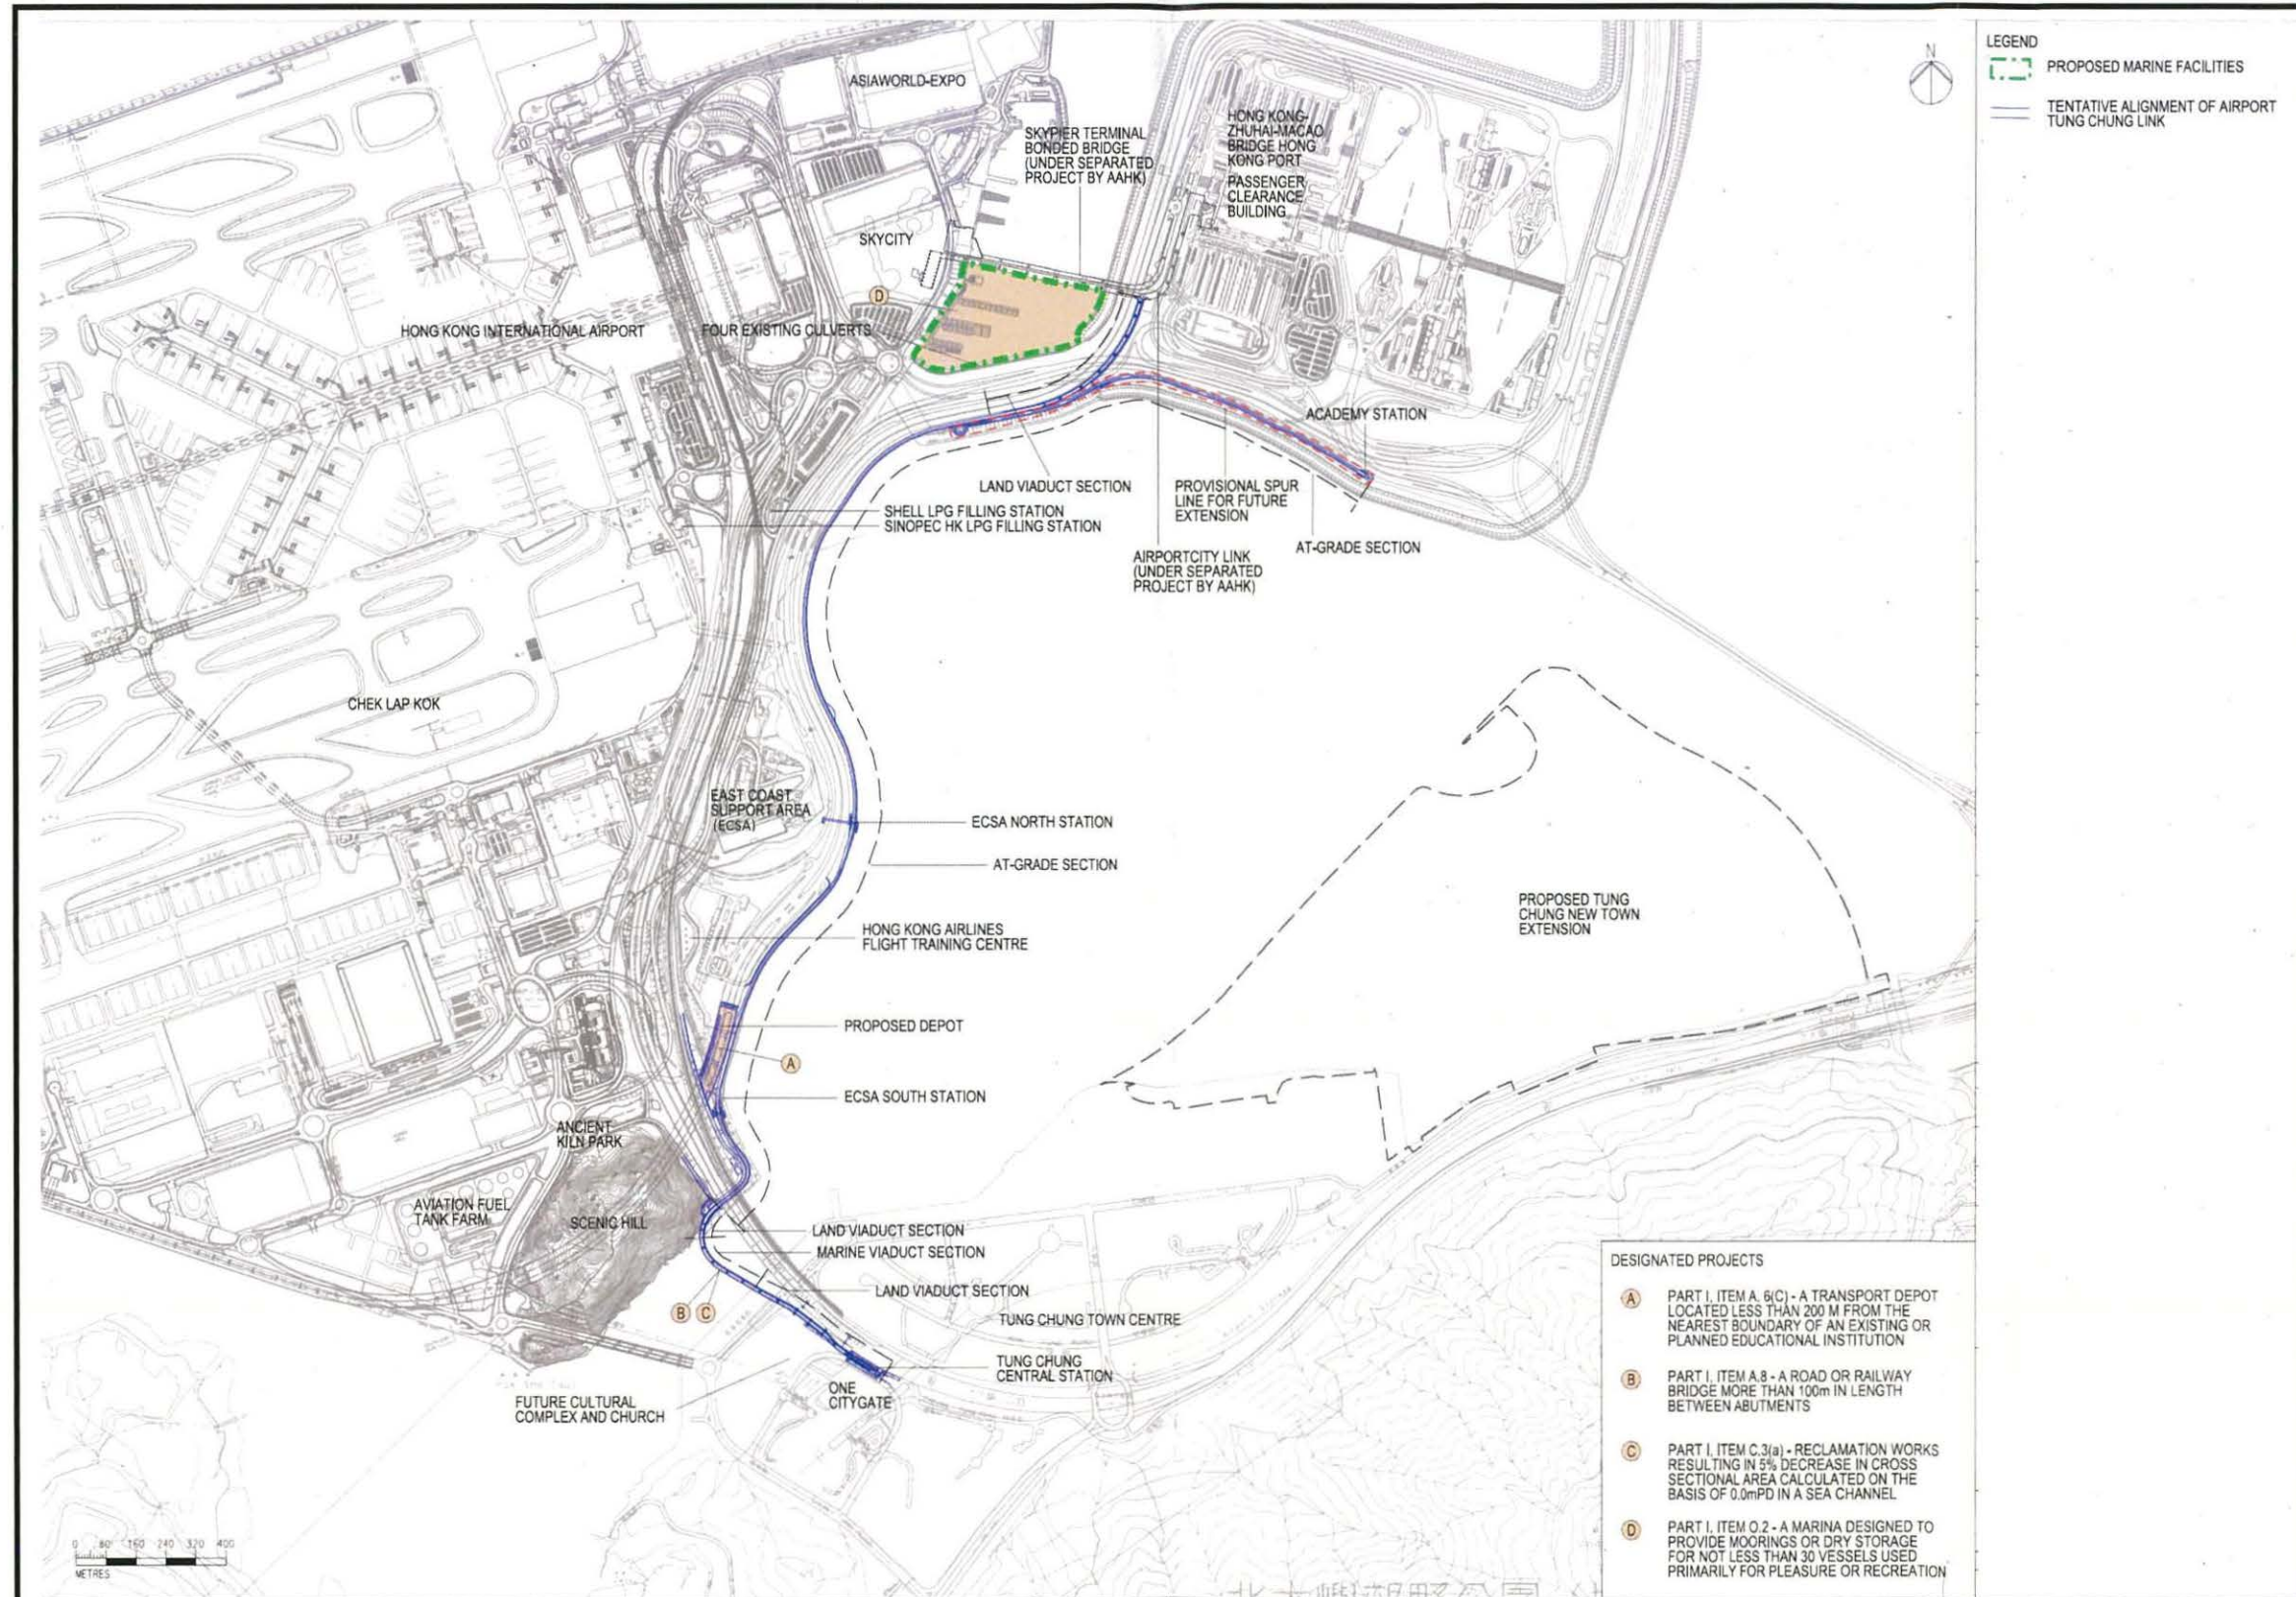 N
LEGEND
PROPOSED MARINE FACILITIES
TENTATIVE ALIGNMENT OF AIRPORT
TUNG CHUNG LINK
ASIAWORLD-EXPO
SKYPIER TERMINAL
BONDED BRIDGE
(UNDER SEPARATED
PROJECT BY AAHK)
HONG KONG-
ZHUHAI-MACAO
BRIDGE HONG
KONG PORT
PASSENGER
CLEARANCE
BUILDING
SKYCITY
D
HONG KONG INTERNATIONAL AIRPORT
FOUR EXISTING CULVERTS
ACADEMY STATION
LAND VIADUCT SECTION
PROVISIONAL SPUR
LINE FOR FUTURE
EXTENSION
SHELL LPG FILLING STATION
SINOPEC HK LPG FILLING STATION
AT-GRADE SECTION
AIRPORTCITY LINK
(UNDER SEPARATED
PROJECT BY AAHK)
CHEK LAP KOK
EAST COAST
SUPPORT AREA
(ECSA)
ECSA NORTH STATION
AT-GRADE SECTION
PROPOSED TUNG
CHUNG NEW TOWN
EXTENSION
HONG KONG AIRLINES
FLIGHT TRAINING CENTRE
PROPOSED DEPOT
A
ECSA SOUTH STATION
ANCIENT
KILN PARK
AVIATION FUEL
TANK FARM
SCENIC HILL
LAND VIADUCT SECTION
MARINE VIADUCT SECTION
LAND VIADUCT SECTION
B C
TUNG CHUNG TOWN CENTRE
TUNG CHUNG
CENTRAL STATION
ONE
CITYGATE
FUTURE CULTURAL
COMPLEX AND CHURCH
0 80 160 240 320 400
METRES
DESIGNATED PROJECTS
A PART I, ITEM A. 6(C) - A TRANSPORT DEPOT
LOCATED LESS THAN 200 M FROM THE
NEAREST BOUNDARY OF AN EXISTING OR
PLANNED EDUCATIONAL INSTITUTION
B PART I, ITEM A.8 - A ROAD OR RAILWAY
BRIDGE MORE THAN 100m IN LENGTH
BETWEEN ABUTMENTS
C PART I, ITEM C.3(a) - RECLAMATION WORKS
RESULTING IN 5% DECREASE IN CROSS
SECTIONAL AREA CALCULATED ON THE
BASIS OF 0.0mPD IN A SEA CHANNEL
D PART I, ITEM O.2 - A MARINA DESIGNED TO
PROVIDE MOORINGS OR DRY STORAGE
FOR NOT LESS THAN 30 VESSELS USED
PRIMARILY FOR PLEASURE OR RECREATION